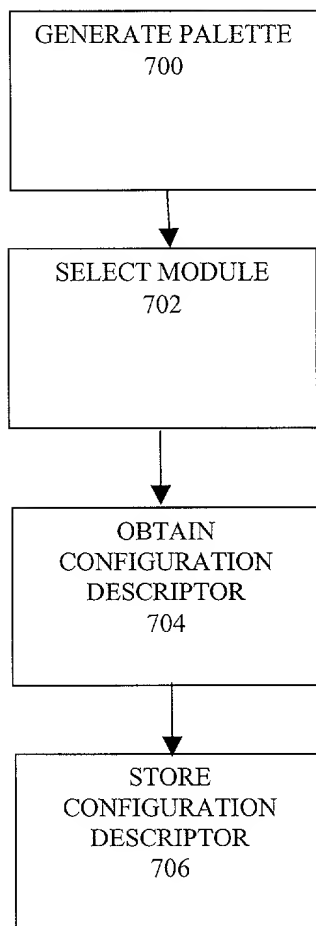 GENERATE PALETTE
700
SELECT MODULE
702
OBTAIN
CONFIGURATION
DESCRIPTOR
704
STORE
CONFIGURATION
DESCRIPTOR
706